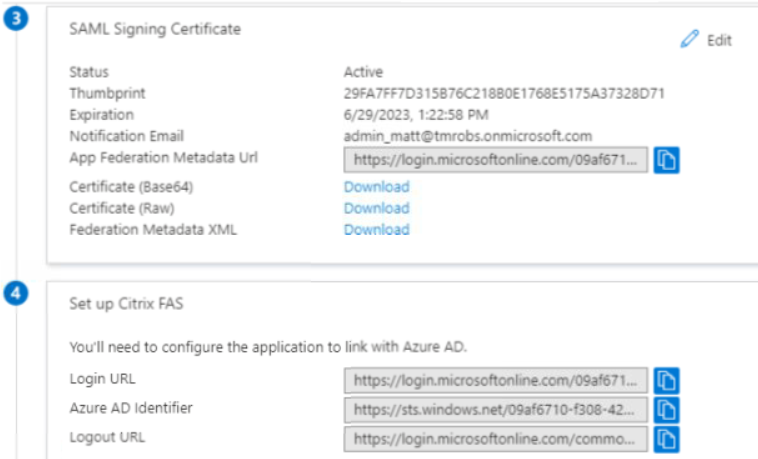 3
SAML Signing Certificate
Edit
Status Active
Thumbprint 29FA7FF7D315B76C218B0E1768E5175A37328D71
Expiration 6/29/2023, 1:22:58 PM
Notification Email admin_matt@tmrobs.onmicrosoft.com
App Federation Metadata Url https://login.microsoftonline.com/09af671...
Certificate (Base64) Download
Certificate (Raw) Download
Federation Metadata XML Download
4
Set up Citrix FAS
You'll need to configure the application to link with Azure AD.
Login URL https://login.microsoftonline.com/09af671...
Azure AD Identifier https://sts.windows.net/09af6710-f308-42...
Logout URL https://login.microsoftonline.com/commo...